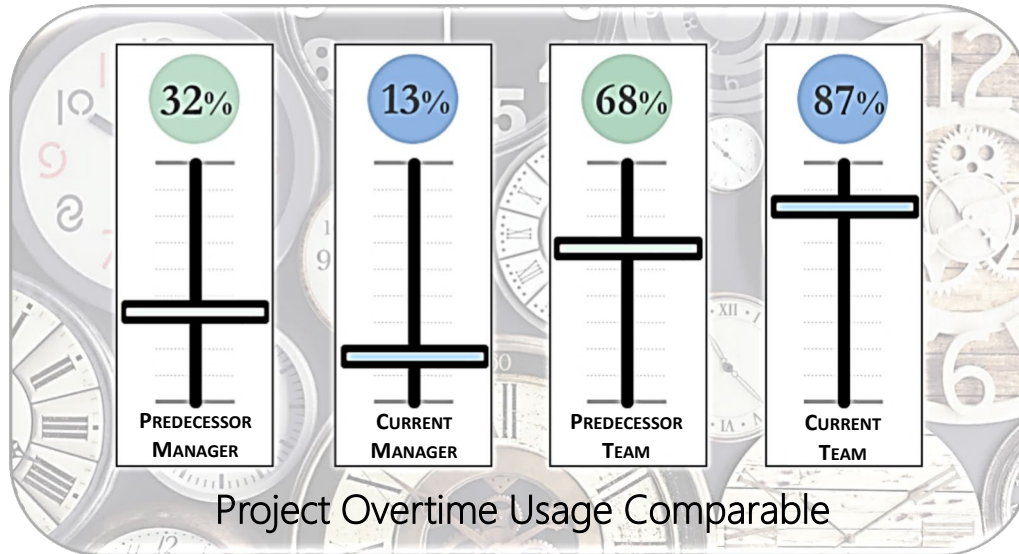 32%
13%
68%
87%
PREDECESSOR
MANAGER
CURRENT
MANAGER
PREDECESSOR
TEAM
CURRENT
TEAM
Project Overtime Usage Comparable